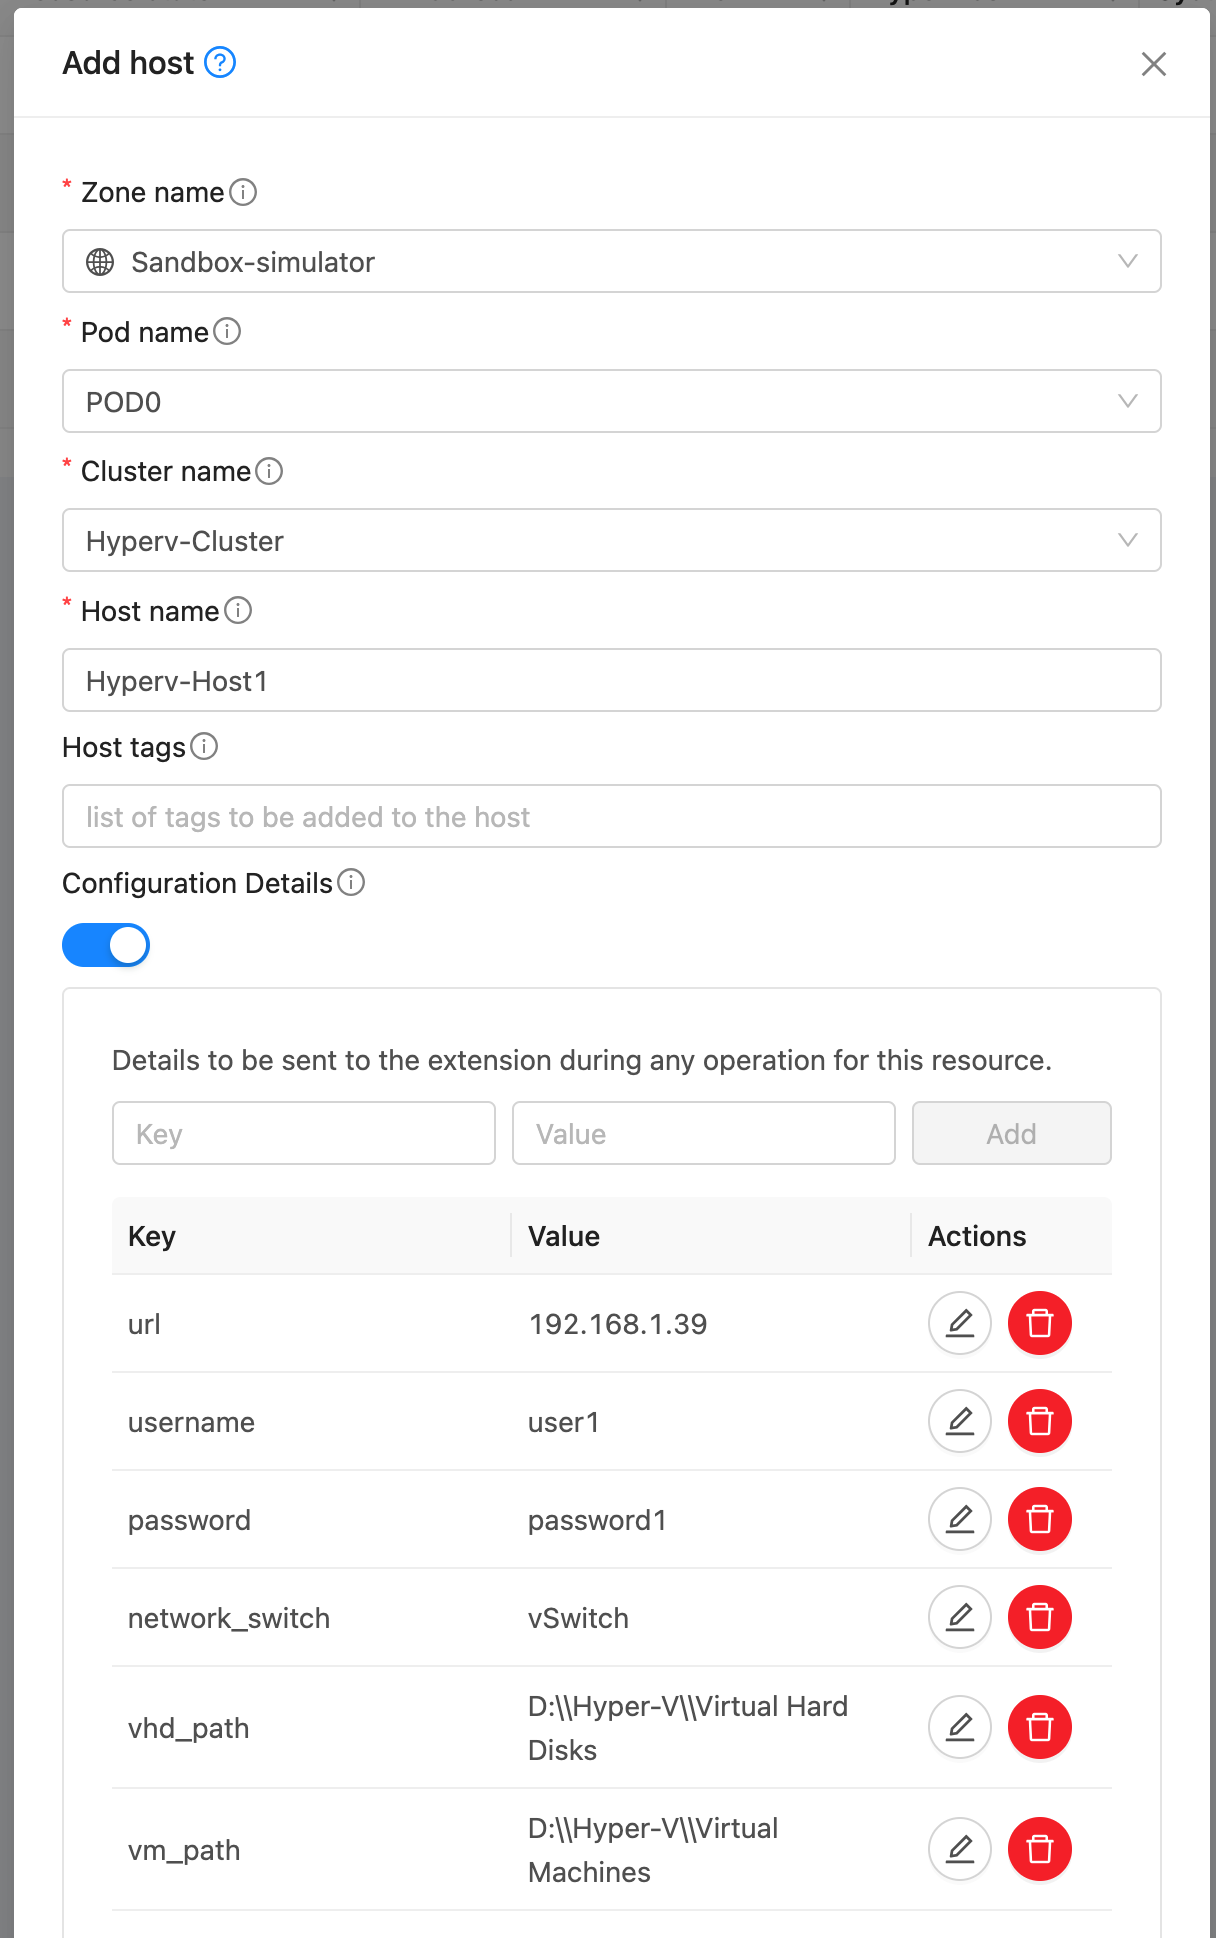 Add host
* Zone name
Sandbox-simulator
* Pod name
POD0
* Cluster name
Hyperv-Cluster
* Host name
Hyperv-Host1
Host tags
list of tags to be added to the host
Configuration Details
Details to be sent to the extension during any operation for this resource.
Key Value Add
Key Value Actions
url 192.168.1.39
username user1
password password1
network_switch vSwitch
vhd_path D:\\Hyper-V\\Virtual Hard
Disks
vm_path D:\\Hyper-V\\Virtual
Machines